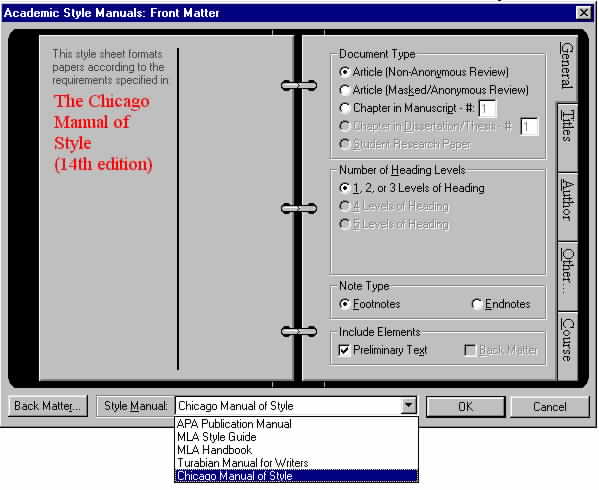 Academic Style Manuals: Front Matter
This style sheet formats
papers according to the
requirements specified in:
The Chicago
Manual of
Style
(14th edition)
Document Type
Article (Non-Anonymous Review)
Article (Masked/Anonymous Review)
Chapter in Manuscript - #: 1
Chapter in Dissertation/Thesis - # 1
Student Research Paper
Number of Heading Levels
1, 2, or 3 Levels of Heading
4 Levels of Heading
5 Levels of Heading
Note Type
Footnotes Endnotes
Include Elements
Preliminary Text Back Matter
General
Titles
Author
Other...
Course
Back Matter... Style Manual: Chicago Manual of Style OK Cancel
APA Publication Manual
MLA Style Guide
MLA Handbook
Turabian Manual for Writers
Chicago Manual of Style